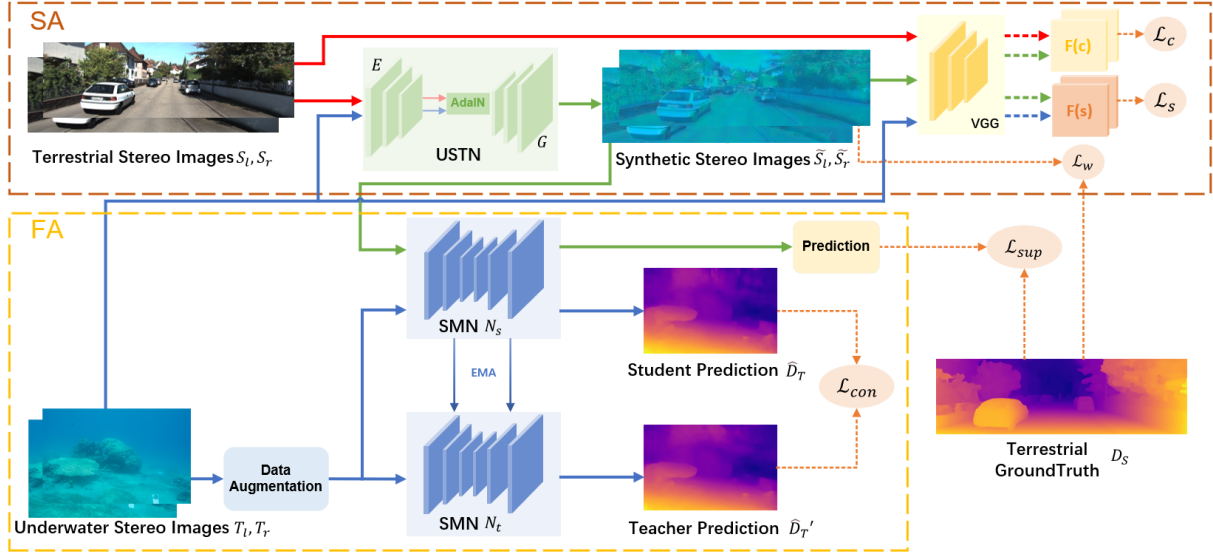 SA
E
AdaIN
G
USTN
VGG
F(c)
F(s)
ℒ_c
ℒ_s
ℒ_w
Terrestrial Stereo Images S_l, S_r
Synthetic Stereo Images S̃_l, S̃_r
FA
SMN N_s
Prediction
ℒ_sup
EMA
Student Prediction D̂_T
ℒ_con
Data
Augmentation
Underwater Stereo Images T_l, T_r
SMN N_t
Teacher Prediction D̂_T′
Terrestrial
GroundTruth D_S